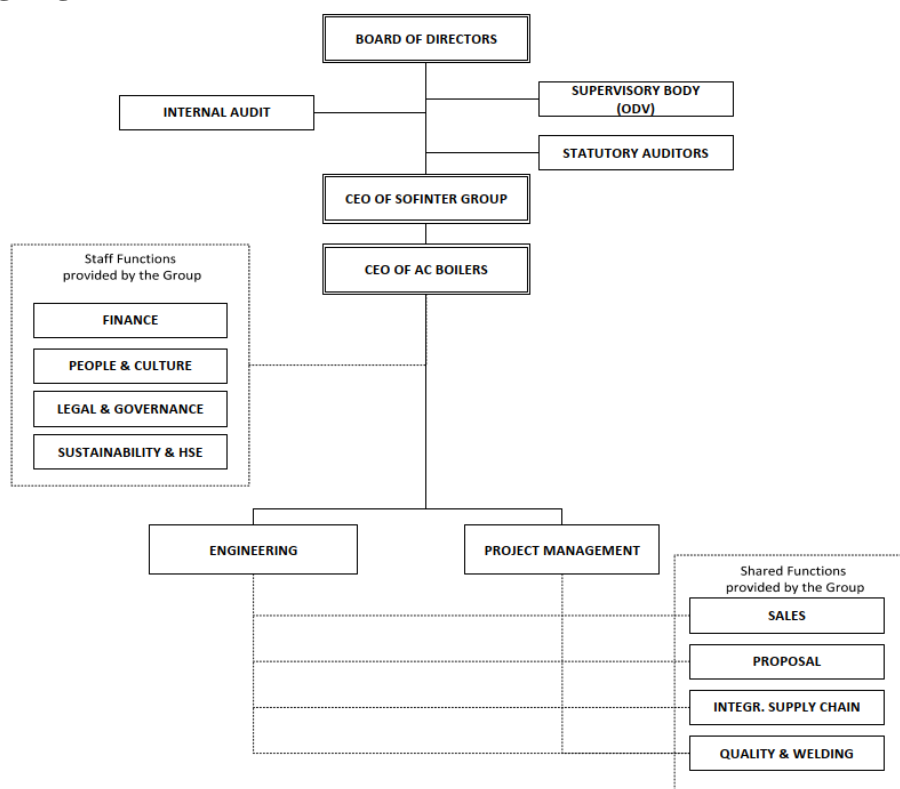 BOARD OF DIRECTORS
SUPERVISORY BODY
(ODV)
INTERNAL AUDIT
STATUTORY AUDITORS
CEO OF SOFINTER GROUP
CEO OF AC BOILERS
Staff Functions
provided by the Group
FINANCE
PEOPLE & CULTURE
LEGAL & GOVERNANCE
SUSTAINABILITY & HSE
ENGINEERING
PROJECT MANAGEMENT
Shared Functions
provided by the Group
SALES
PROPOSAL
INTEGR. SUPPLY CHAIN
QUALITY & WELDING